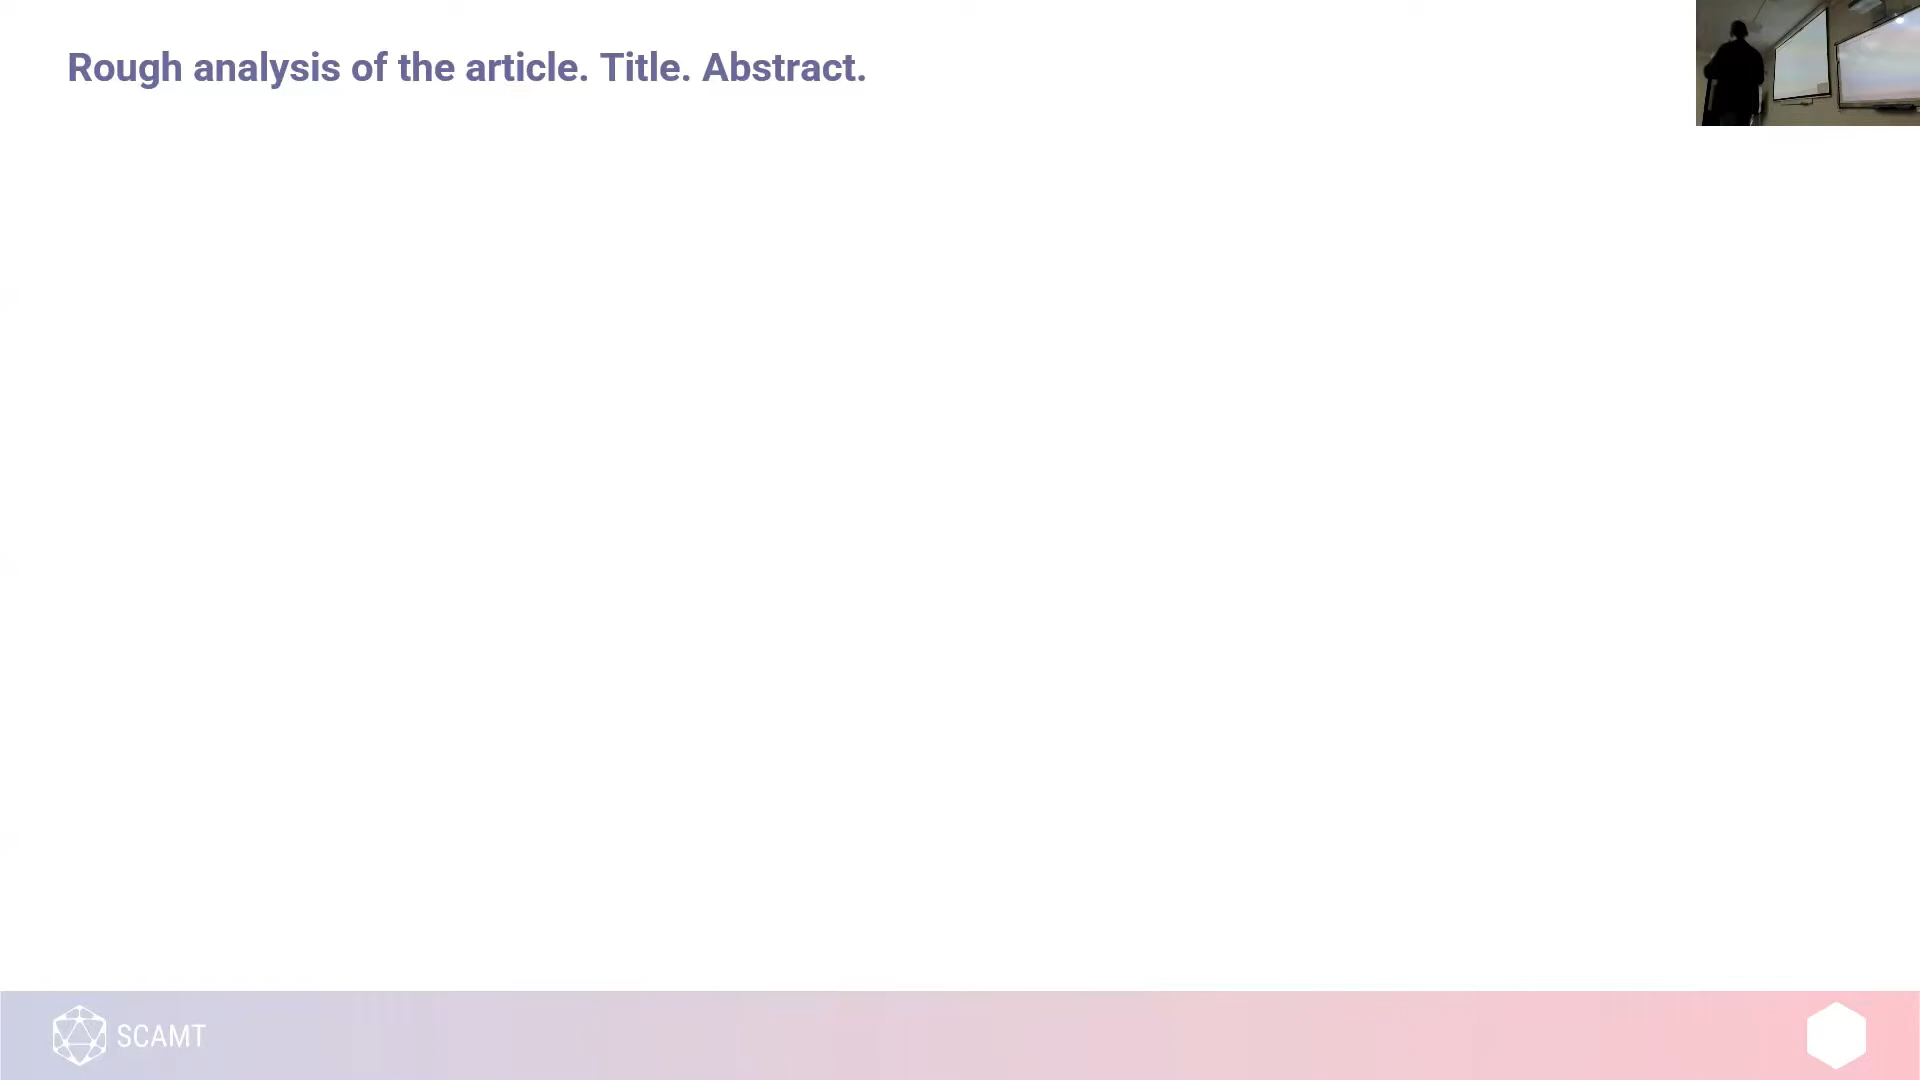 Rough analysis of the article. Title. Abstract.
SCAMT